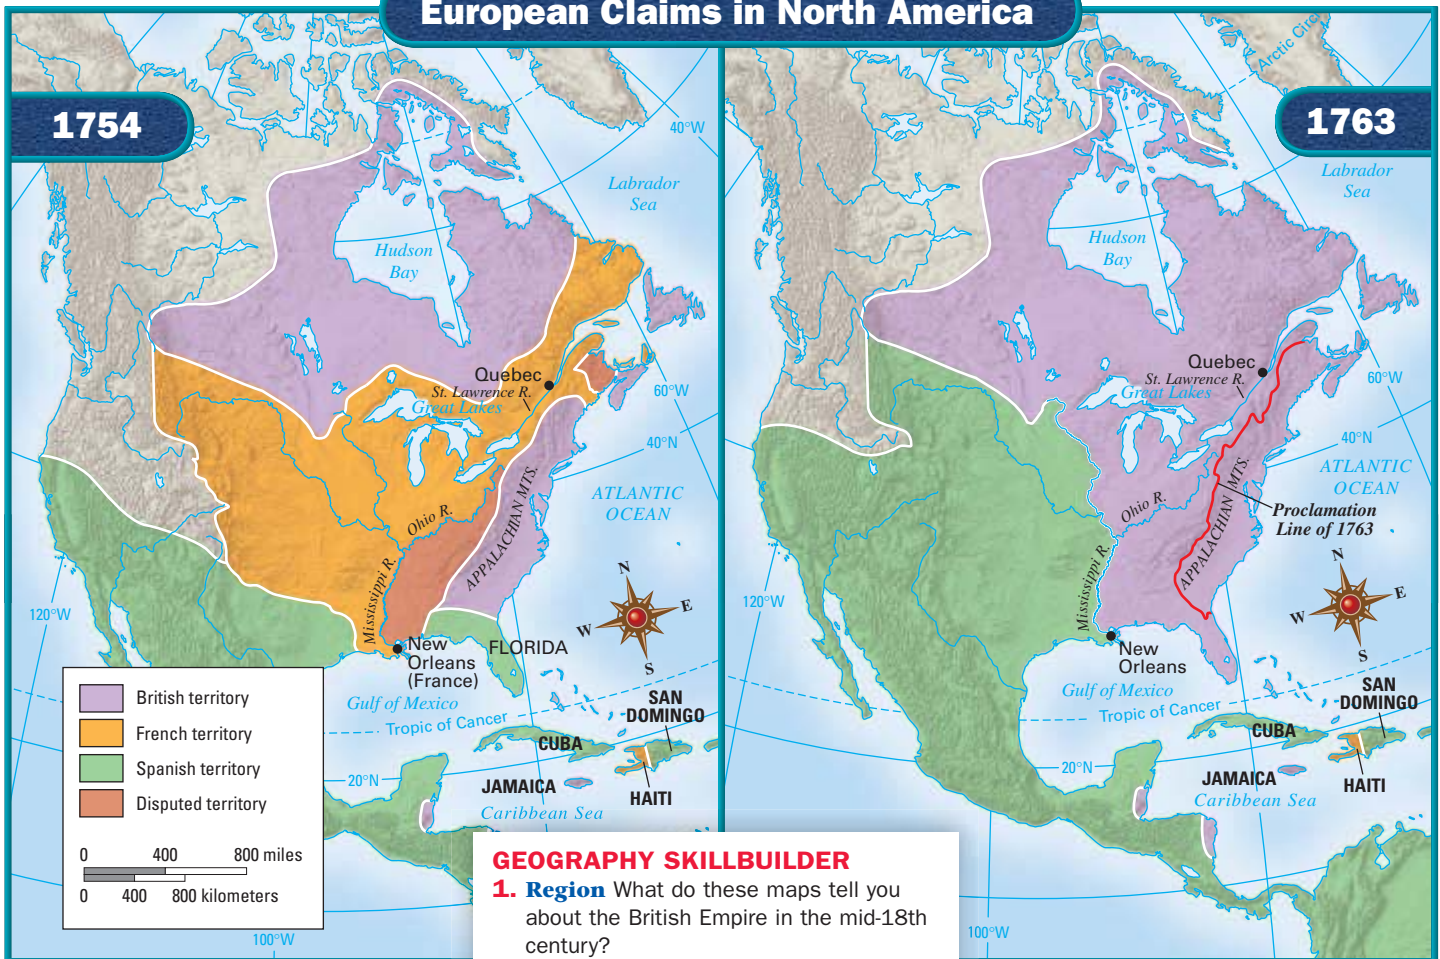 European Claims in North America
1754
40°W
Labrador
Sea
Hudson
Bay
Quebec
St. Lawrence R.
Great Lakes
60°W
40°N
ATLANTIC
OCEAN
APPALACHIAN MTS.
Ohio R.
Mississippi R.
N
E
W
S
120°W
New
Orleans
(France)
FLORIDA
Gulf of Mexico
Tropic of Cancer
SAN
DOMINGO
CUBA
20°N
JAMAICA
HAITI
Caribbean Sea
British territory
French territory
Spanish territory
Disputed territory
0 400 800 miles
0 400 800 kilometers
100°W
1763
Arctic Circ
Labrador
Sea
Hudson
Bay
Quebec
St. Lawrence R.
Great Lakes
60°W
40°N
ATLANTIC
OCEAN
Proclamation
Line of 1763
APPALACHIAN MTS.
Ohio R.
Mississippi R.
N
E
W
S
120°W
New
Orleans
Gulf of Mexico
Tropic of Cancer
SAN
DOMINGO
CUBA
20°N
JAMAICA
HAITI
Caribbean Sea
100°W
GEOGRAPHY SKILLBUILDER
1. Region What do these maps tell you
about the British Empire in the mid-18th
century?